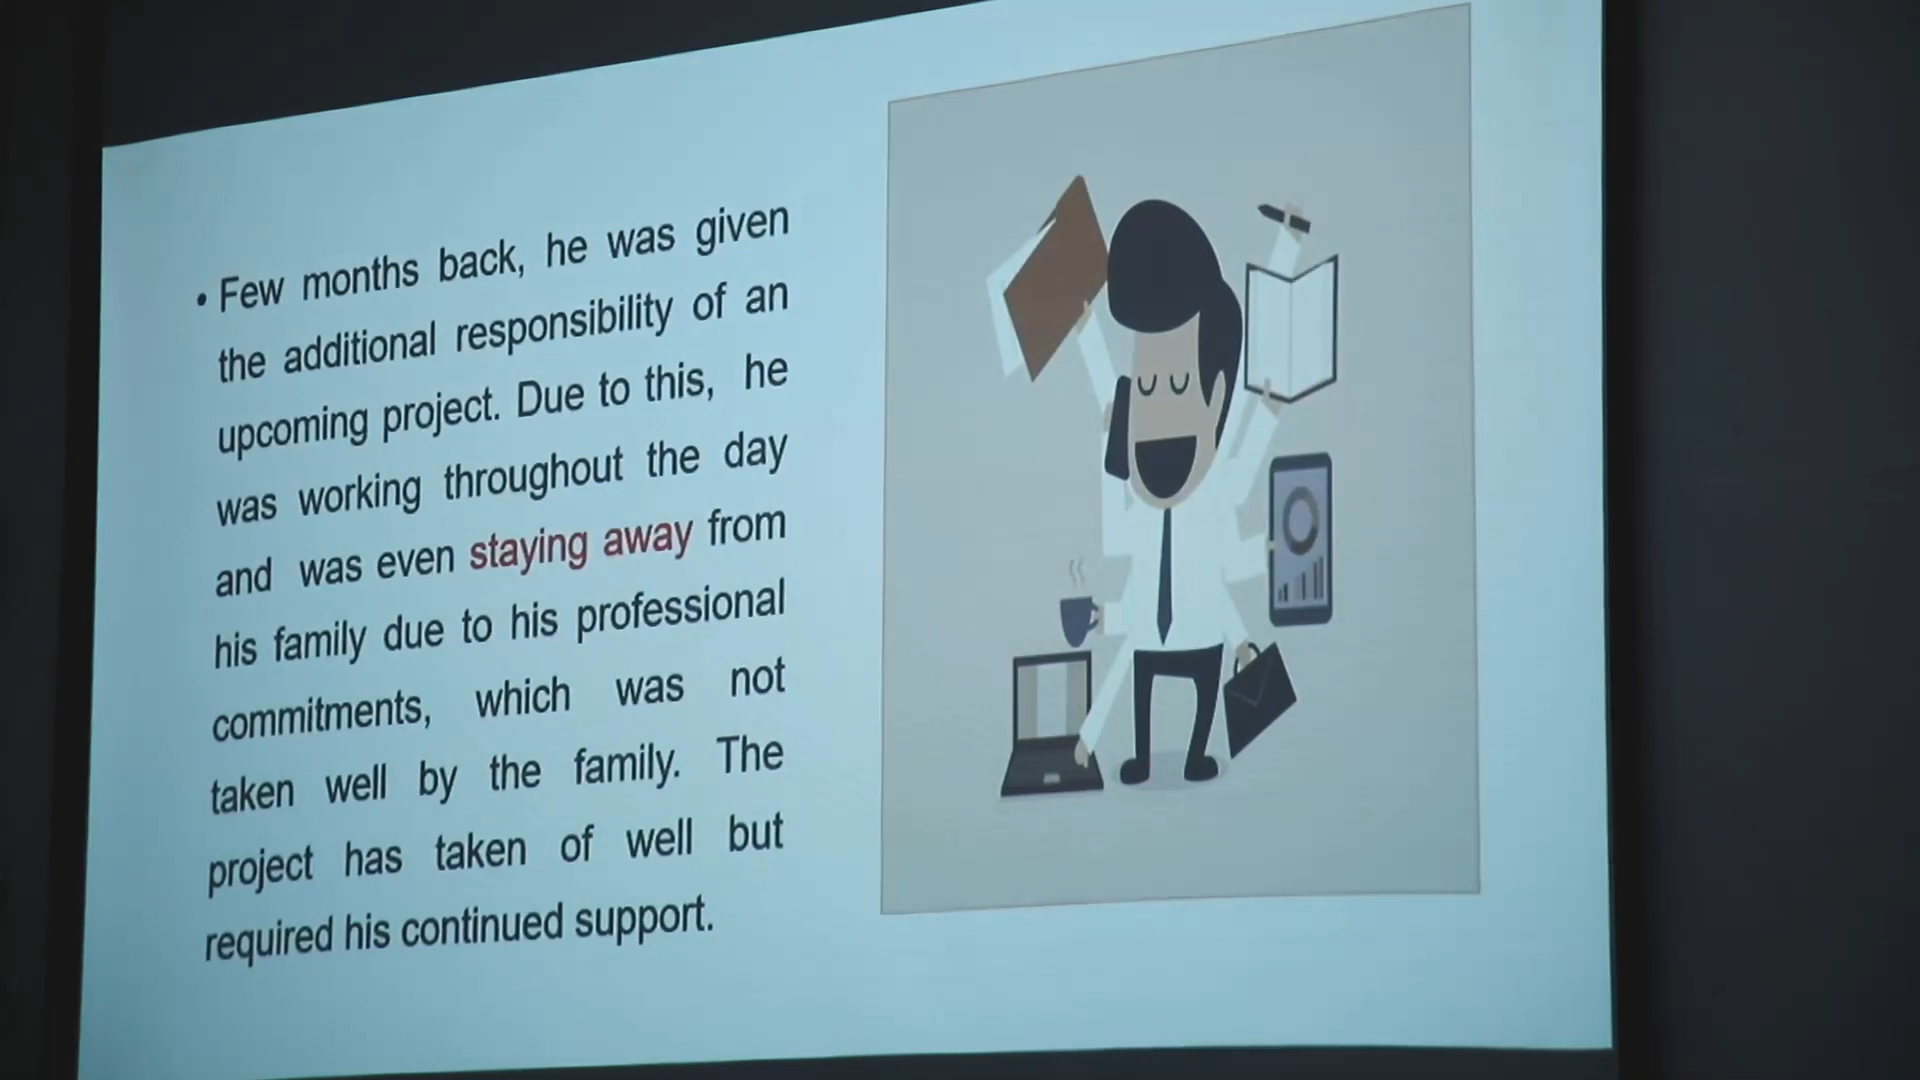 • Few months back, he was given
the additional responsibility of an
upcoming project. Due to this, he
was working throughout the day
and was even staying away from
his family due to his professional
commitments, which was not
taken well by the family. The
project has taken of well but
required his continued support.